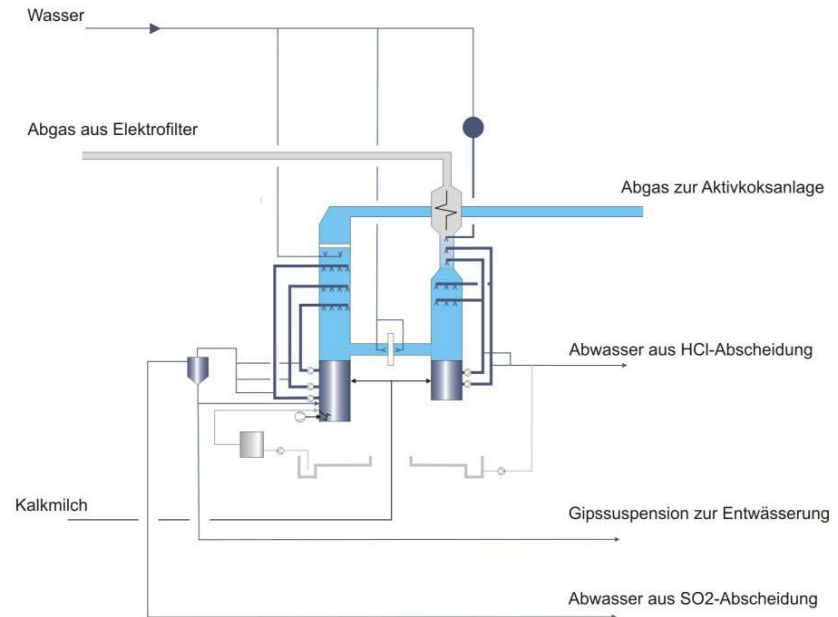 Wasser
Abgas aus Elektrofilter
Abgas zur Aktivkoksanlage
Abwasser aus HCl-Abscheidung
Kalkmilch
Gipssuspension zur Entwässerung
Abwasser aus SO2-Abscheidung